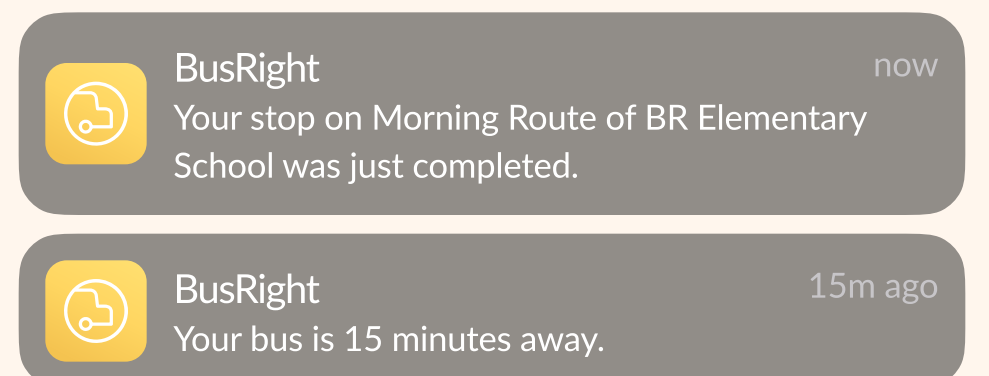 BusRight
now
Your stop on Morning Route of BR Elementary
School was just completed.
BusRight
15m ago
Your bus is 15 minutes away.